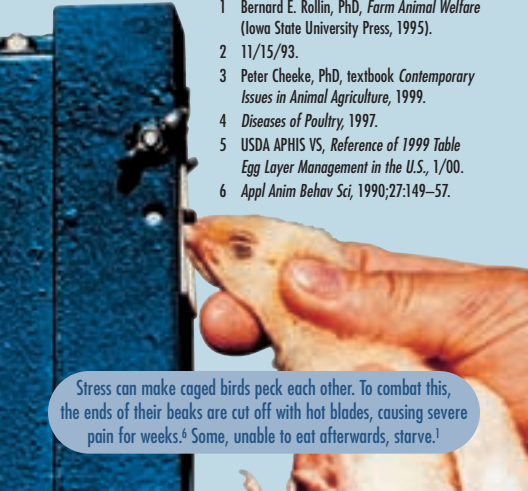 1 Bernard E. Rollin, PhD, Farm Animal Welfare
(Iowa State University Press, 1995).
2 11/15/93.
3 Peter Cheeke, PhD, textbook Contemporary
Issues in Animal Agriculture, 1999.
4 Diseases of Poultry, 1997.
5 USDA APHIS VS, Reference of 1999 Table
Egg Layer Management in the U.S., 1/00.
6 Appl Anim Behav Sci, 1990;27:149–57.
Stress can make caged birds peck each other. To combat this,
the ends of their beaks are cut off with hot blades, causing severe
pain for weeks.⁶ Some, unable to eat afterwards, starve.¹